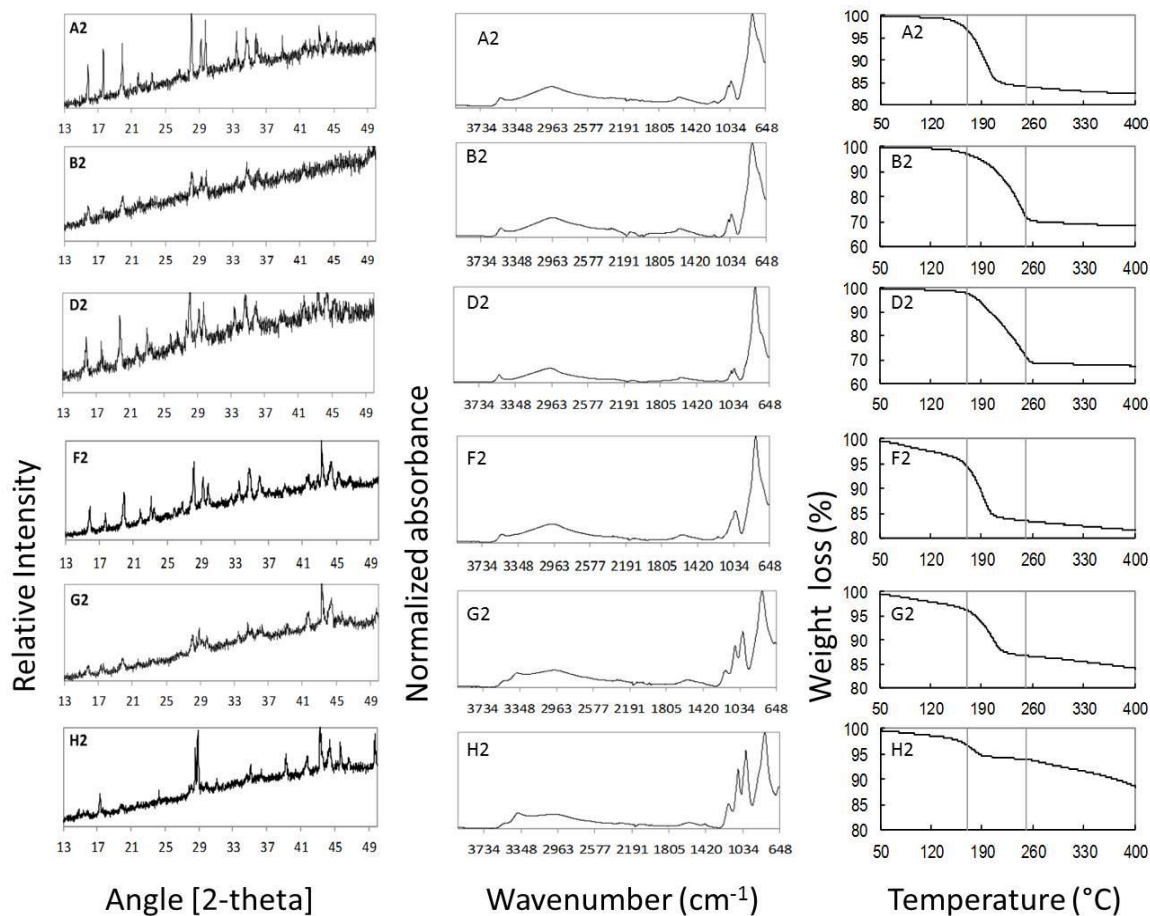 A2
13 17 21 25 29 33 37 41 45 49
B2
13 17 21 25 29 33 37 41 45 49
D2
13 17 21 25 29 33 37 41 45 49
F2
13 17 21 25 29 33 37 41 45 49
G2
13 17 21 25 29 33 37 41 45 49
H2
13 17 21 25 29 33 37 41 45 49
Relative Intensity
Angle [2-theta]
A2
3734 3348 2963 2577 2191 1805 1420 1034 648
B2
3734 3348 2963 2577 2191 1805 1420 1034 648
D2
3734 3348 2963 2577 2191 1805 1420 1034 648
F2
3734 3348 2963 2577 2191 1805 1420 1034 648
G2
3734 3348 2963 2577 2191 1805 1420 1034 648
H2
3734 3348 2963 2577 2191 1805 1420 1034 648
Normalized absorbance
Wavenumber (cm⁻¹)
100
95
90
85
80
A2
50 120 190 260 330 400
100
90
80
70
60
B2
50 120 190 260 330 400
100
90
80
70
60
D2
50 120 190 260 330 400
100
95
90
85
80
F2
50 120 190 260 330 400
100
95
90
85
80
G2
50 120 190 260 330 400
100
95
90
85
80
H2
50 120 190 260 330 400
Weight loss (%)
Temperature (°C)